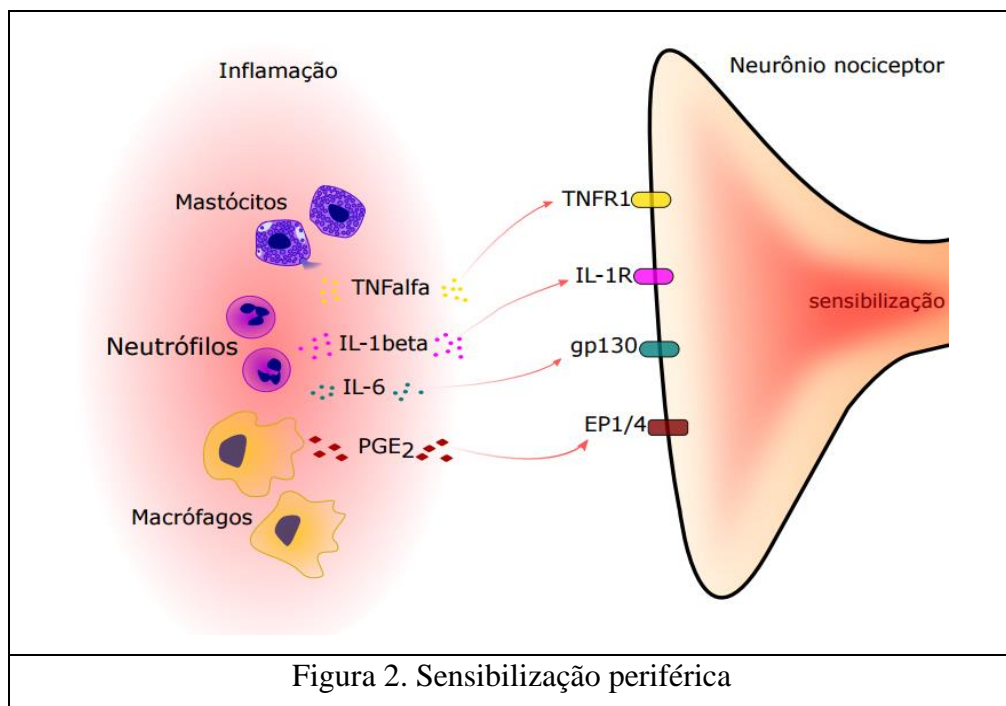 Inflamação
Neurônio nociceptor
Mastócitos
TNFR1
TNFalfa
IL-1R
sensibilização
Neutrófilos
IL-1beta
gp130
IL-6
EP1/4
PGE2
Macrófagos
Figura 2. Sensibilização periférica